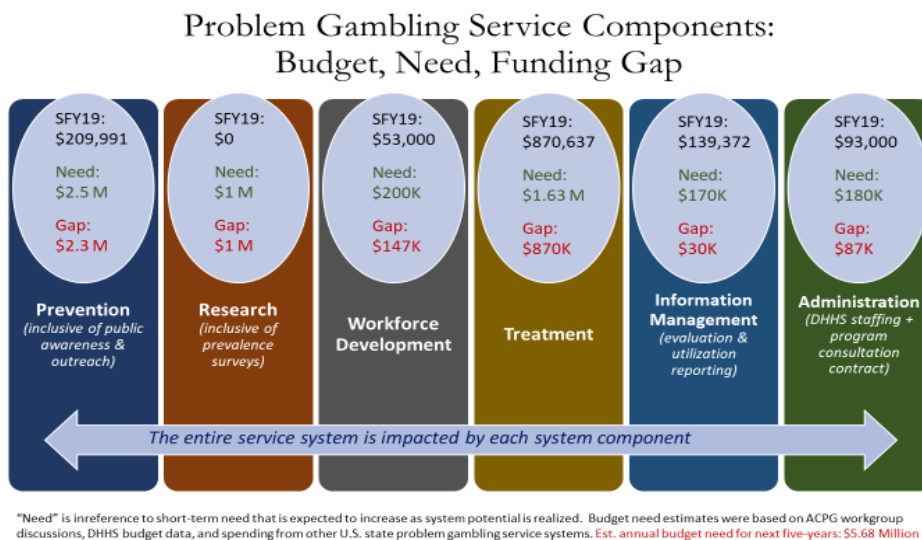 Problem Gambling Service Components:
Budget, Need, Funding Gap
SFY19:
$209,991
Need:
$2.5 M
Gap:
$2.3 M
Prevention
(inclusive of public
awareness &
outreach)
SFY19:
$0
Need:
$1 M
Gap:
$1 M
Research
(inclusive of
prevalence
surveys)
SFY19:
$53,000
Need:
$200K
Gap:
$147K
Workforce
Development
SFY19:
$870,637
Need:
$1.63 M
Gap:
$870K
Treatment
SFY19:
$139,372
Need:
$170K
Gap:
$30K
Information
Management
(evaluation &
utilization
reporting)
SFY19:
$93,000
Need:
$180K
Gap:
$87K
Administration
(DHHS staffing +
program
consultation
contract)
The entire service system is impacted by each system component
"Need" is inreference to short-term need that is expected to increase as system potential is realized. Budget need estimates were based on ACPG workgroup
discussions, DHHS budget data, and spending from other U.S. state problem gambling service systems. Est. annual budget need for next five-years: $5.68 Million